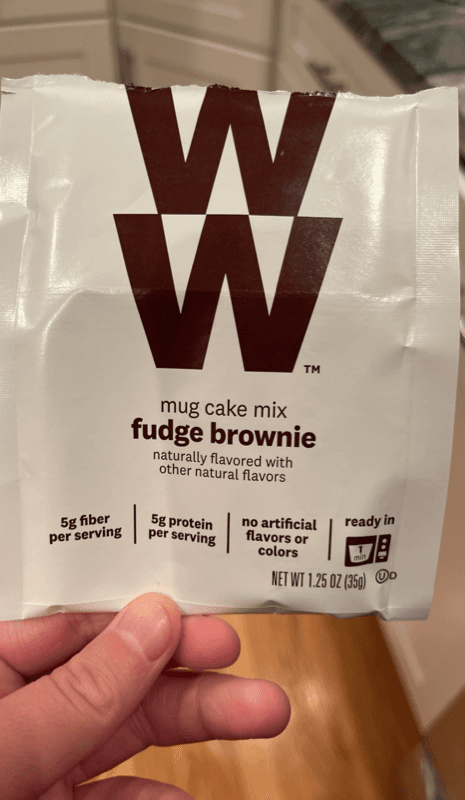 W
W
TM
mug cake mix
fudge brownie
naturally flavored with
other natural flavors
5g fiber
per serving
5g protein
per serving
no artificial
flavors or
colors
ready in
1
min
NET WT 1.25 OZ (35g)
U D